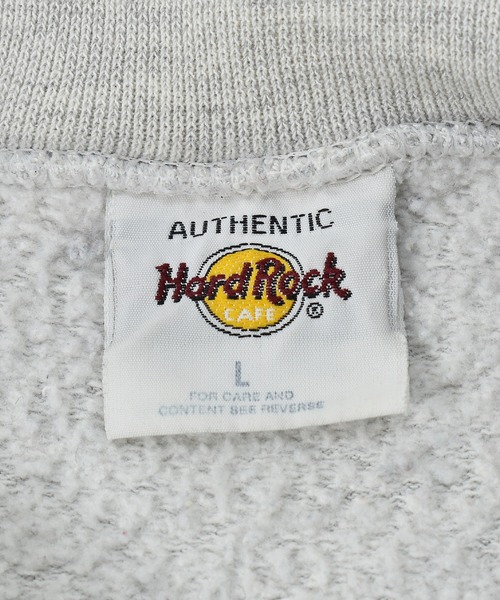 AUTHENTIC
Hard Rock
CAFE ®
L
FOR CARE AND
CONTENT SEE REVERSE